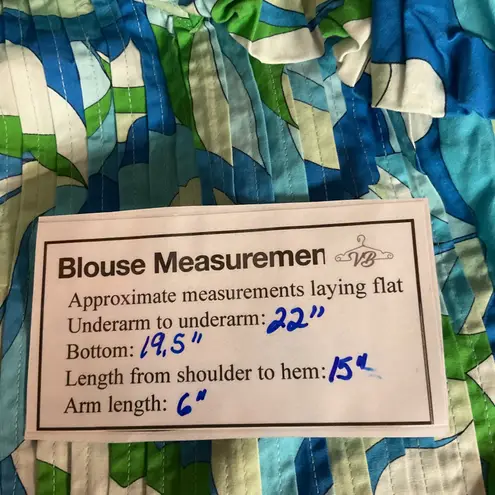 Blouse Measuremen
VB
Approximate measurements laying flat
Underarm to underarm: 22"
Bottom: 19.5"
Length from shoulder to hem: 15"
Arm length: 6"